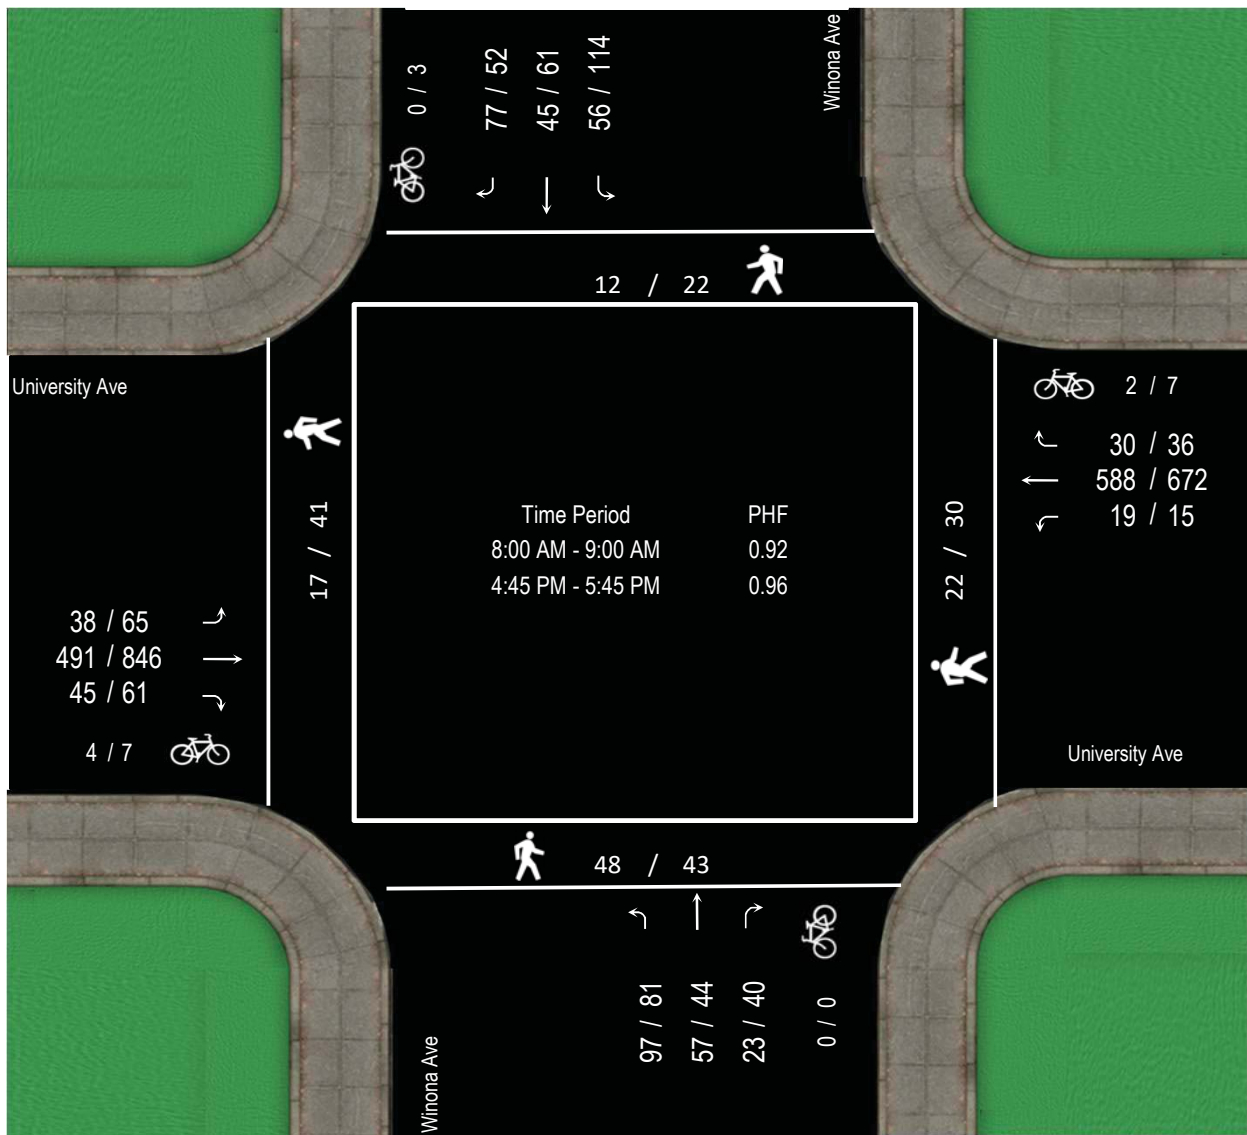 0 / 3
77 / 52
45 / 61
56 / 114
Winona Ave
12 / 22
University Ave
2 / 7
30 / 36
588 / 672
19 / 15
17 / 41
Time Period PHF
8:00 AM - 9:00 AM 0.92
4:45 PM - 5:45 PM 0.96
22 / 30
38 / 65
491 / 846
45 / 61
4 / 7
University Ave
48 / 43
97 / 81
57 / 44
23 / 40
0 / 0
Winona Ave